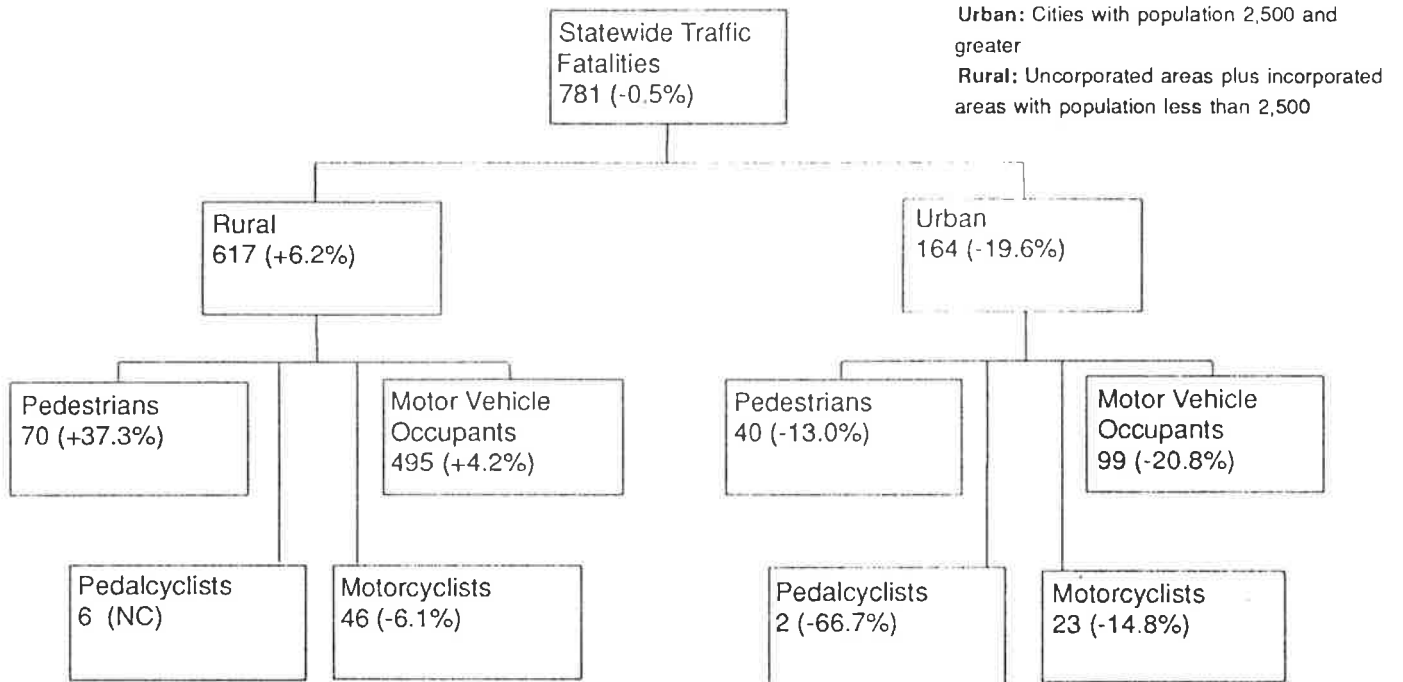 Statewide Traffic
Fatalities
781 (-0.5%)
Urban: Cities with population 2,500 and
greater
Rural: Uncorporated areas plus incorporated
areas with population less than 2,500
Rural
617 (+6.2%)
Urban
164 (-19.6%)
Pedestrians
70 (+37.3%)
Motor Vehicle
Occupants
495 (+4.2%)
Pedestrians
40 (-13.0%)
Motor Vehicle
Occupants
99 (-20.8%)
Pedalcyclists
6 (NC)
Motorcyclists
46 (-6.1%)
Pedalcyclists
2 (-66.7%)
Motorcyclists
23 (-14.8%)